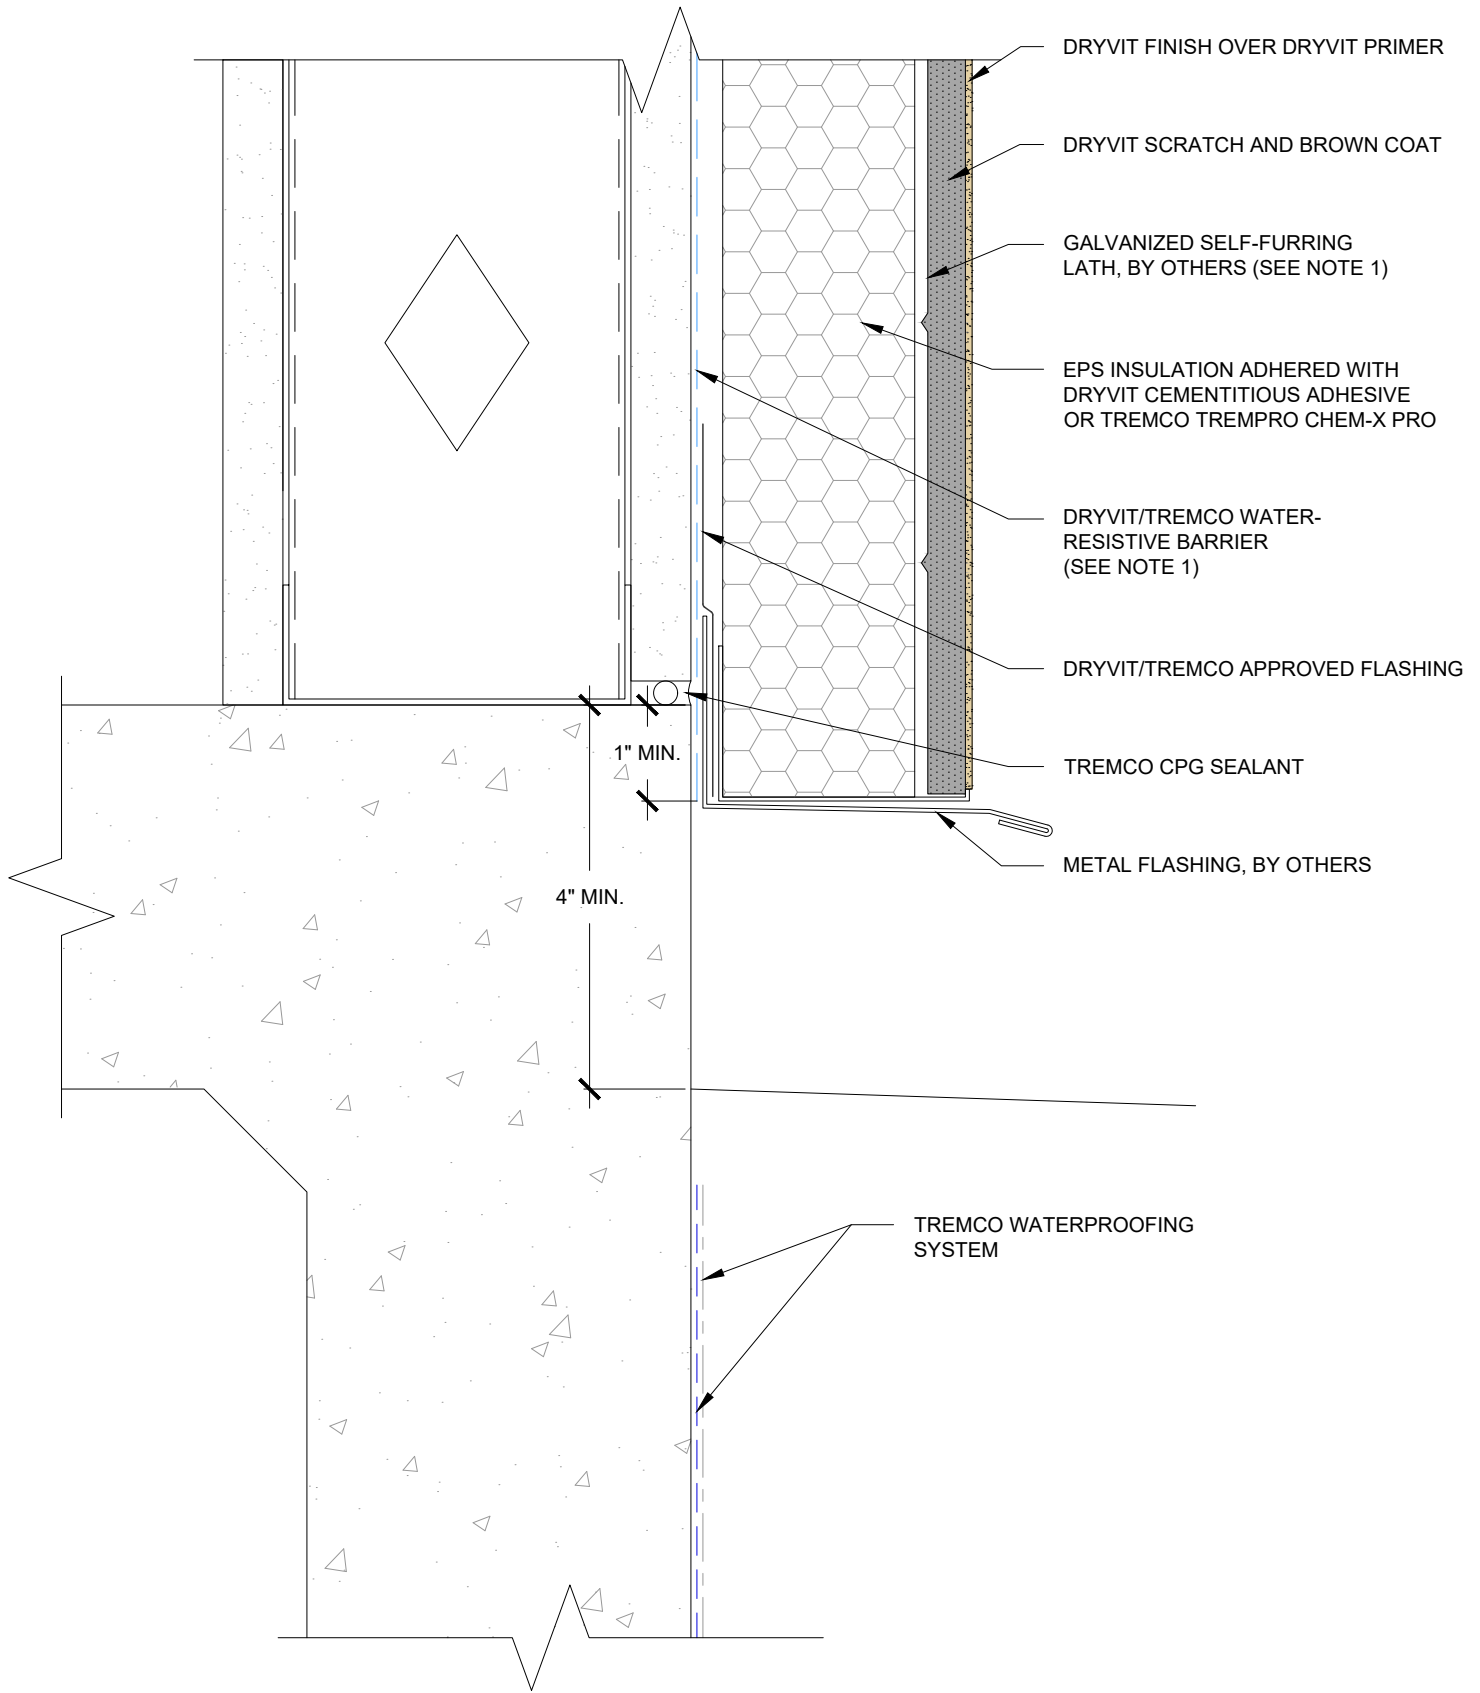 DRYVIT FINISH OVER DRYVIT PRIMER
DRYVIT SCRATCH AND BROWN COAT
GALVANIZED SELF-FURRING
LATH, BY OTHERS (SEE NOTE 1)
EPS INSULATION ADHERED WITH
DRYVIT CEMENTITIOUS ADHESIVE
OR TREMCO TREMPRO CHEM-X PRO
DRYVIT/TREMCO WATER-
RESISTIVE BARRIER
(SEE NOTE 1)
DRYVIT/TREMCO APPROVED FLASHING
1" MIN.
TREMCO CPG SEALANT
METAL FLASHING, BY OTHERS
4" MIN.
TREMCO WATERPROOFING
SYSTEM